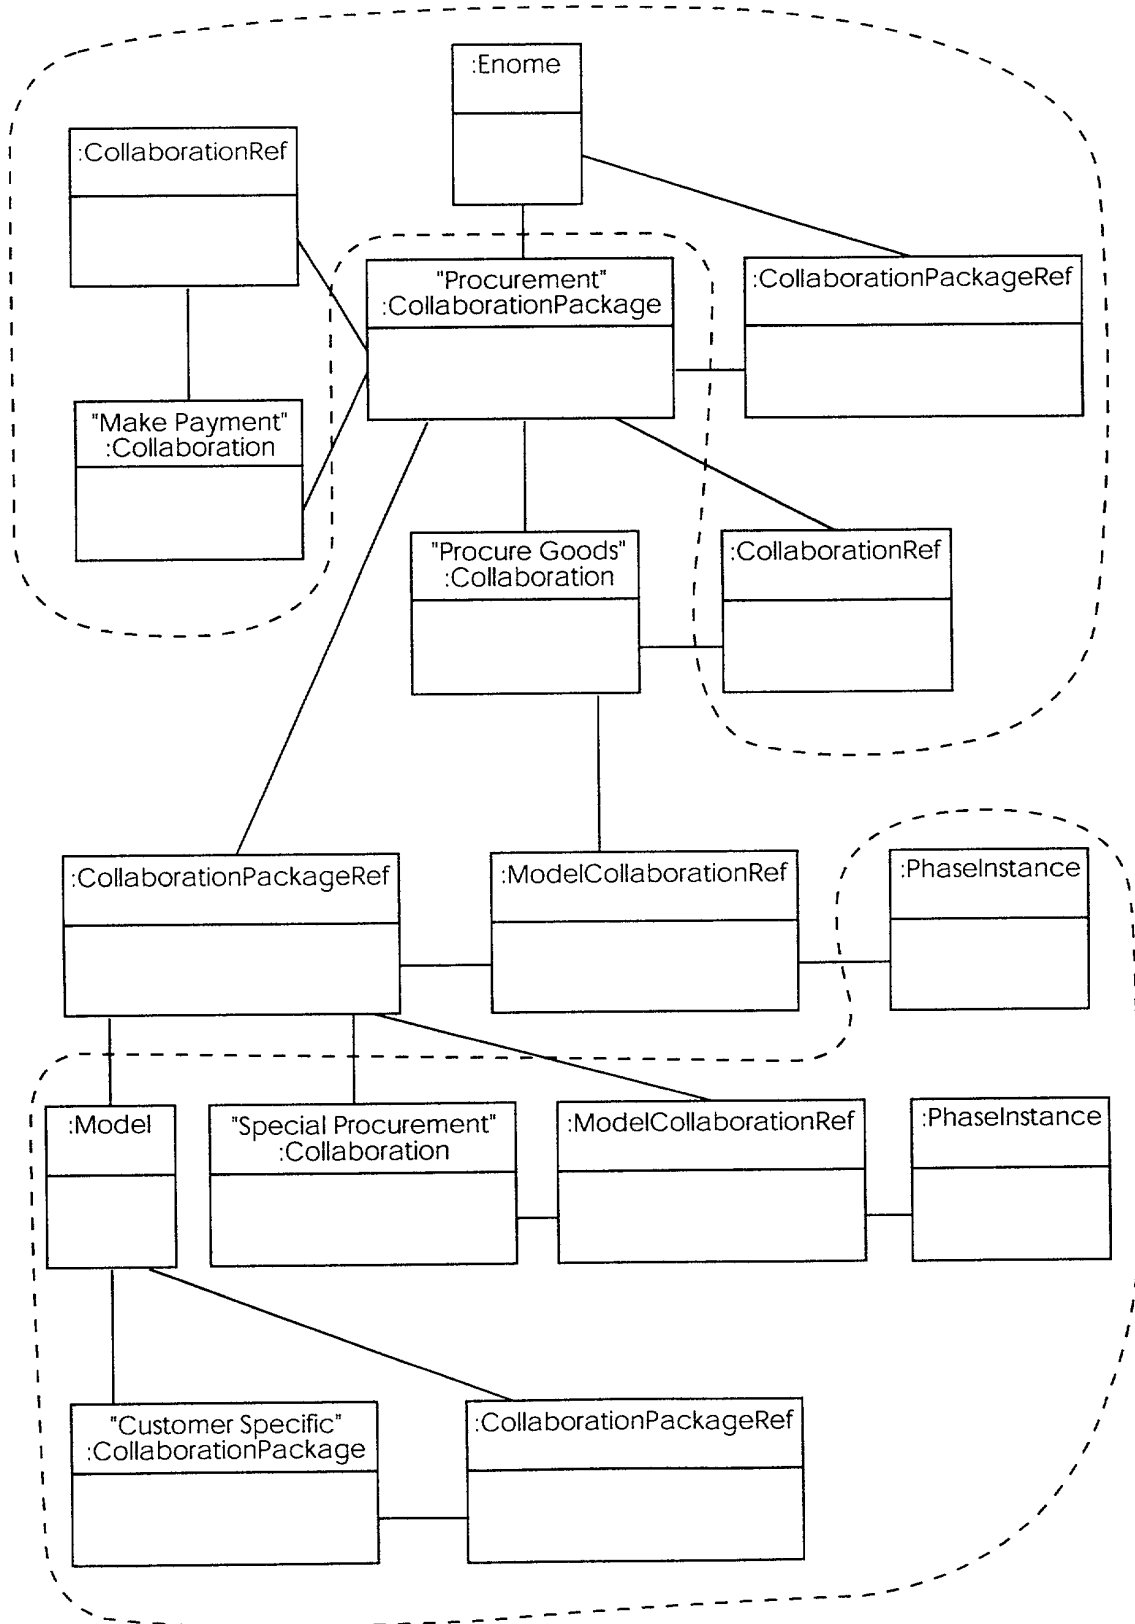 :Enome
:CollaborationRef
"Procurement"
:CollaborationPackage
:CollaborationPackageRef
"Make Payment"
:Collaboration
"Procure Goods"
:Collaboration
:CollaborationRef
:CollaborationPackageRef
:ModelCollaborationRef
:PhaseInstance
:Model
"Special Procurement"
:Collaboration
:ModelCollaborationRef
:PhaseInstance
"Customer Specific"
:CollaborationPackage
:CollaborationPackageRef